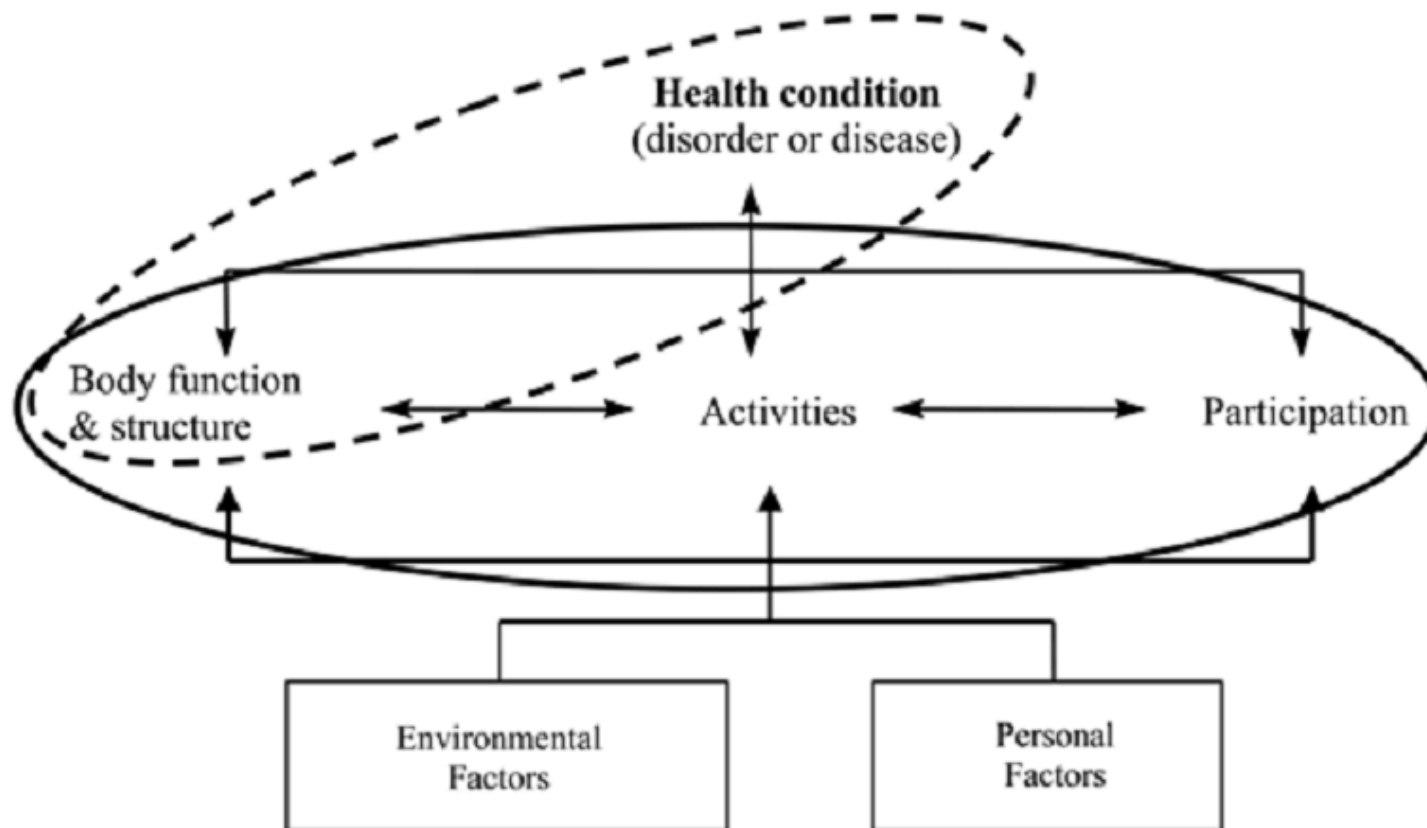 Health condition
(disorder or disease)
Body function
& structure
Activities
Participation
Environmental
Factors
Personal
Factors